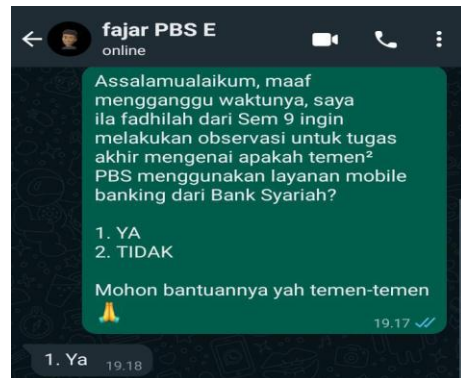 fajar PBS E
online
Assalamualaikum, maaf
mengganggu waktunya, saya
ila fadhilah dari Sem 9 ingin
melakukan observasi untuk tugas
akhir mengenai apakah temen²
PBS menggunakan layanan mobile
banking dari Bank Syariah?
1. YA
2. TIDAK
Mohon bantuannya yah temen-temen
🙏
19.17
1. Ya 19.18